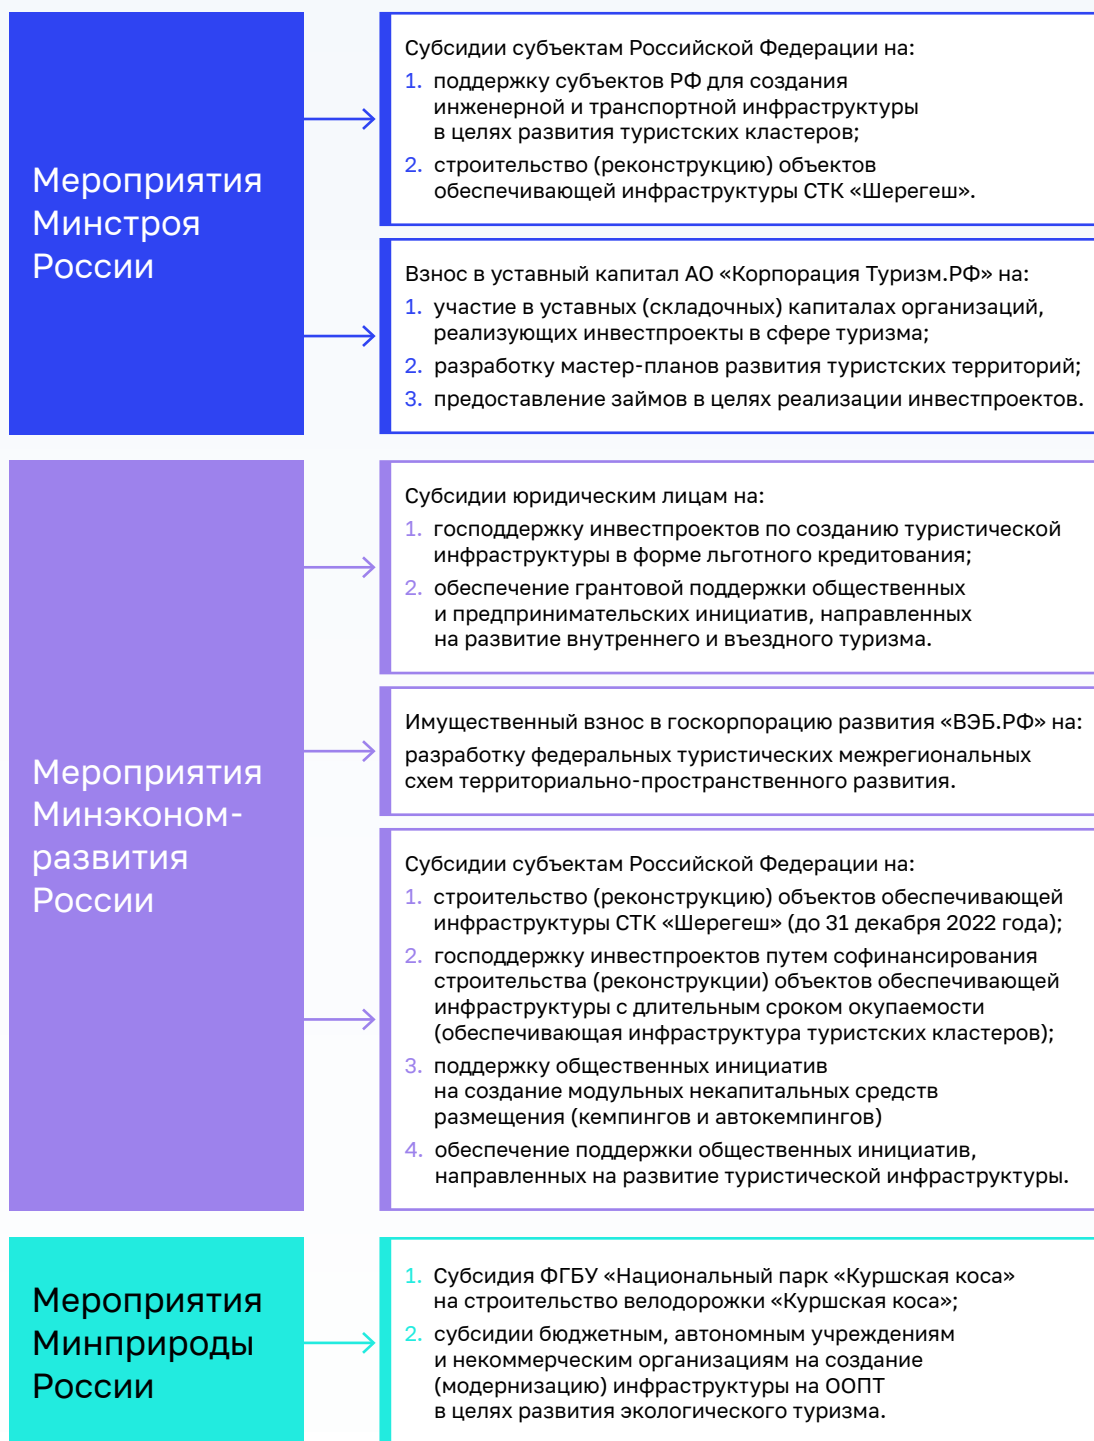 Мероприятия
Минстроя
России
Субсидии субъектам Российской Федерации на:
1. поддержку субъектов РФ для создания
инженерной и транспортной инфраструктуры
в целях развития туристских кластеров;
2. строительство (реконструкцию) объектов
обеспечивающей инфраструктуры СТК «Шерегеш».
Взнос в уставный капитал АО «Корпорация Туризм.РФ» на:
1. участие в уставных (складочных) капиталах организаций,
реализующих инвестпроекты в сфере туризма;
2. разработку мастер-планов развития туристских территорий;
3. предоставление займов в целях реализации инвестпроектов.
Мероприятия
Минэконом-
развития
России
Субсидии юридическим лицам на:
1. господдержку инвестпроектов по созданию туристической
инфраструктуры в форме льготного кредитования;
2. обеспечение грантовой поддержки общественных
и предпринимательских инициатив, направленных
на развитие внутреннего и въездного туризма.
Имущественный взнос в госкорпорацию развития «ВЭБ.РФ» на:
разработку федеральных туристических межрегиональных
схем территориально-пространственного развития.
Субсидии субъектам Российской Федерации на:
1. строительство (реконструкцию) объектов обеспечивающей
инфраструктуры СТК «Шерегеш» (до 31 декабря 2022 года);
2. господдержку инвестпроектов путем софинансирования
строительства (реконструкции) объектов обеспечивающей
инфраструктуры с длительным сроком окупаемости
(обеспечивающая инфраструктура туристских кластеров);
3. поддержку общественных инициатив
на создание модульных некапитальных средств
размещения (кемпингов и автокемпингов)
4. обеспечение поддержки общественных инициатив,
направленных на развитие туристической инфраструктуры.
Мероприятия
Минприроды
России
1. Субсидия ФГБУ «Национальный парк «Куршская коса»
на строительство велодорожки «Куршская коса»;
2. субсидии бюджетным, автономным учреждениям
и некоммерческим организациям на создание
(модернизацию) инфраструктуры на ООПТ
в целях развития экологического туризма.